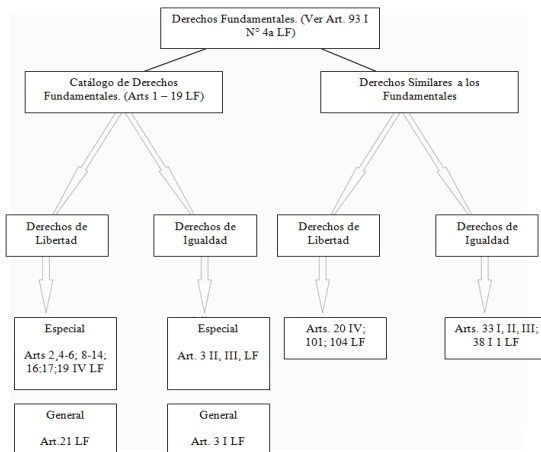 Derechos Fundamentales. (Ver Art. 93 I
N° 4a LF)
Catálogo de Derechos
Fundamentales. (Arts 1 – 19 LF)
Derechos Similares a los
Fundamentales
Derechos de
Libertad
Derechos de
Igualdad
Derechos de
Libertad
Derechos de
Igualdad
Especial
Arts 2,4-6; 8-14;
16:17;19 IV LF
Especial
Art. 3 II, III, LF
Arts. 20 IV;
101; 104 LF
Arts. 33 I, II, III;
38 I 1 LF
General
Art.21 LF
General
Art. 3 I LF